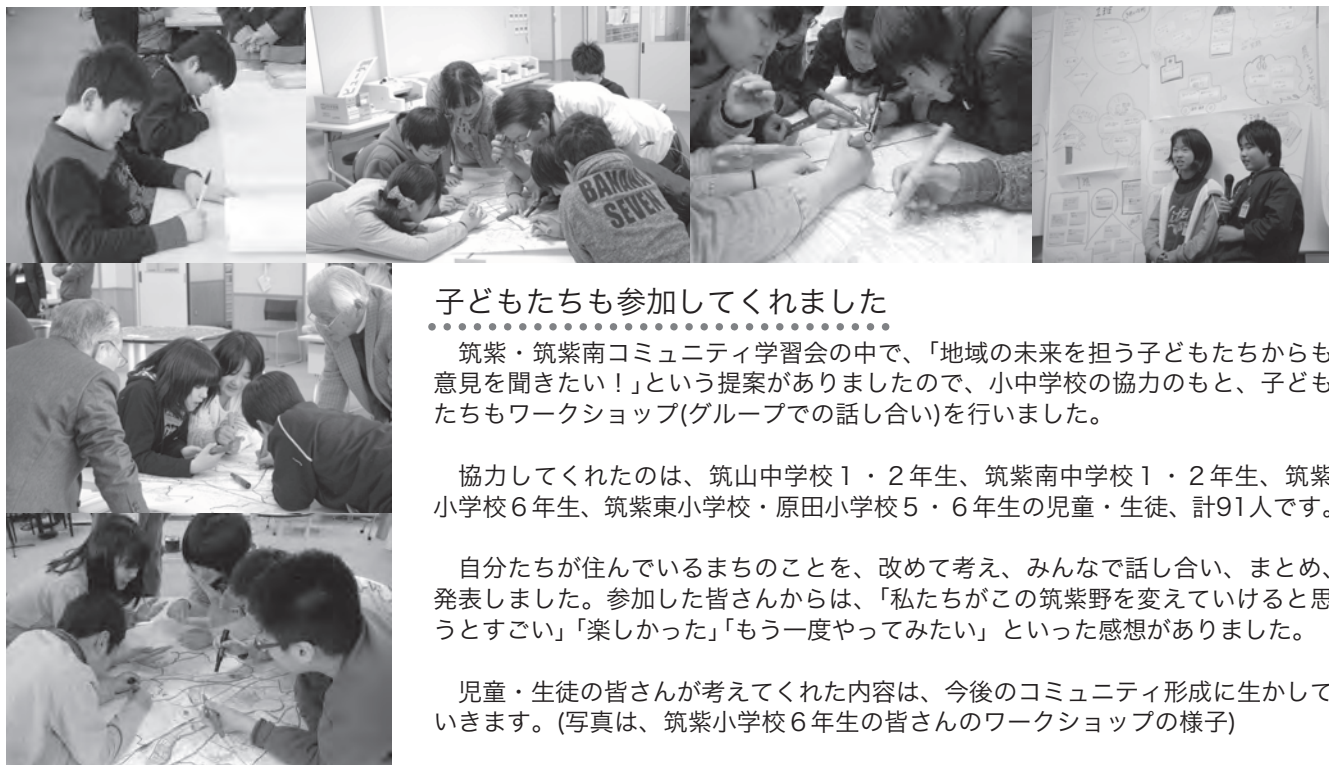 BANANA
SEVEN
子どもたちも参加してくれました
筑紫・筑紫南コミュニティ学習会の中で、「地域の未来を担う子どもたちからも
意見を聞きたい！」という提案がありましたので、小中学校の協力のもと、子ども
たちもワークショップ(グループでの話し合い)を行いました。
協力してくれたのは、筑山中学校１・２年生、筑紫南中学校１・２年生、筑紫
小学校６年生、筑紫東小学校・原田小学校５・６年生の児童・生徒、計91人です。
自分たちが住んでいるまちのことを、改めて考え、みんなで話し合い、まとめ、
発表しました。参加した皆さんからは、「私たちがこの筑紫野を変えていけると思
うとすごい」「楽しかった」「もう一度やってみたい」といった感想がありました。
児童・生徒の皆さんが考えてくれた内容は、今後のコミュニティ形成に生かして
いきます。(写真は、筑紫小学校６年生の皆さんのワークショップの様子)